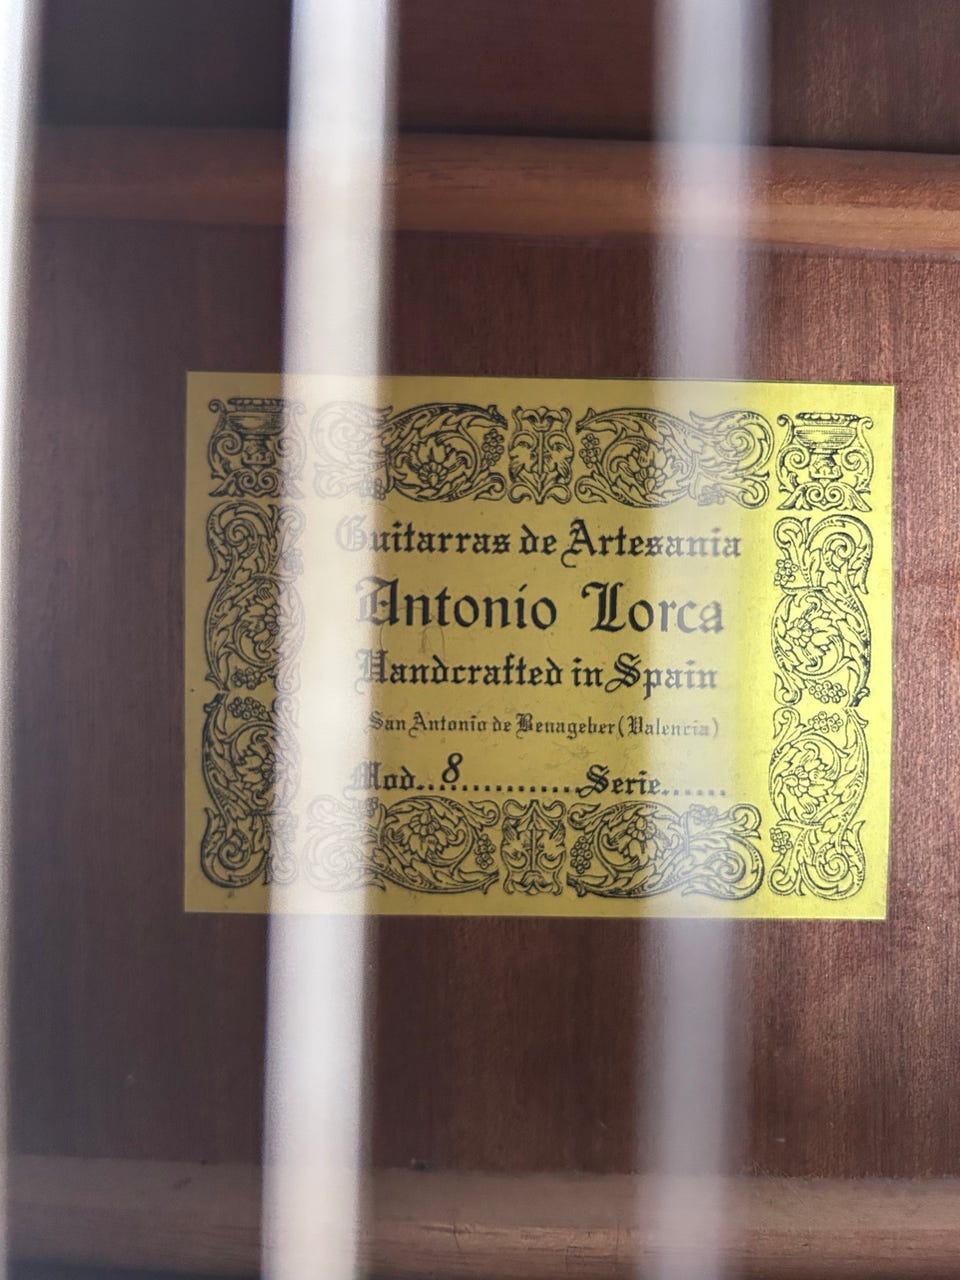 Guitarras de Artesania
Antonio Lorca
Handcrafted in Spain
San Antonio de Benageber (Valencia)
Mod...8...............Serie.......